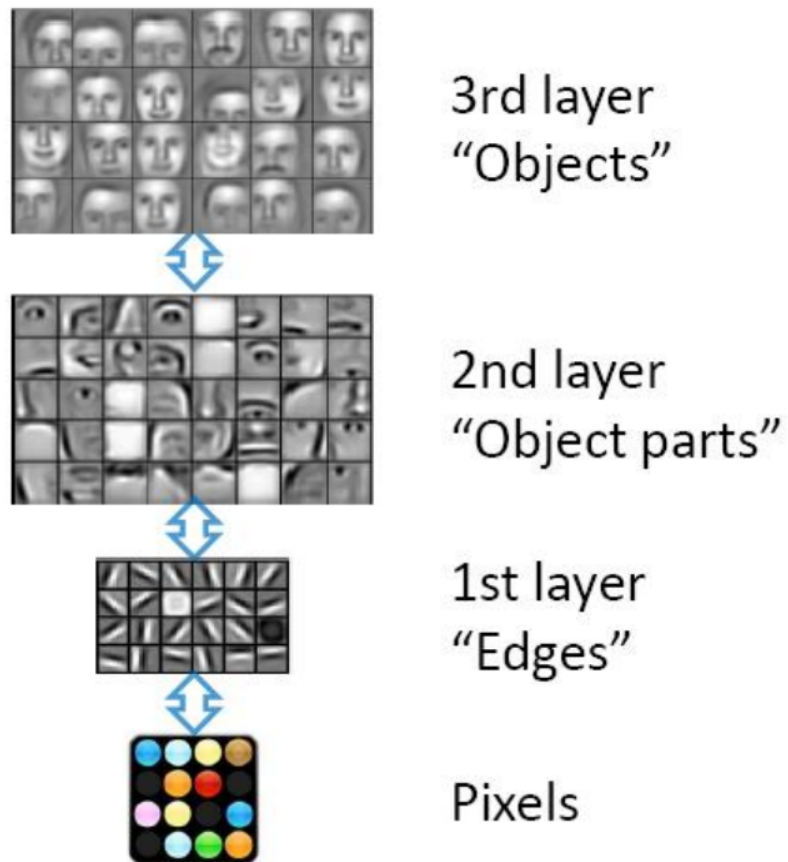 3rd layer
“Objects”
2nd layer
“Object parts”
1st layer
“Edges”
Pixels